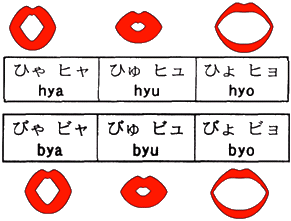 ひゃ ヒャ ひゅ ヒュ ひょ ヒョ
hya hyu hyo
びゃ ビャ びゅ ビュ びょ ビョ
bya byu byo